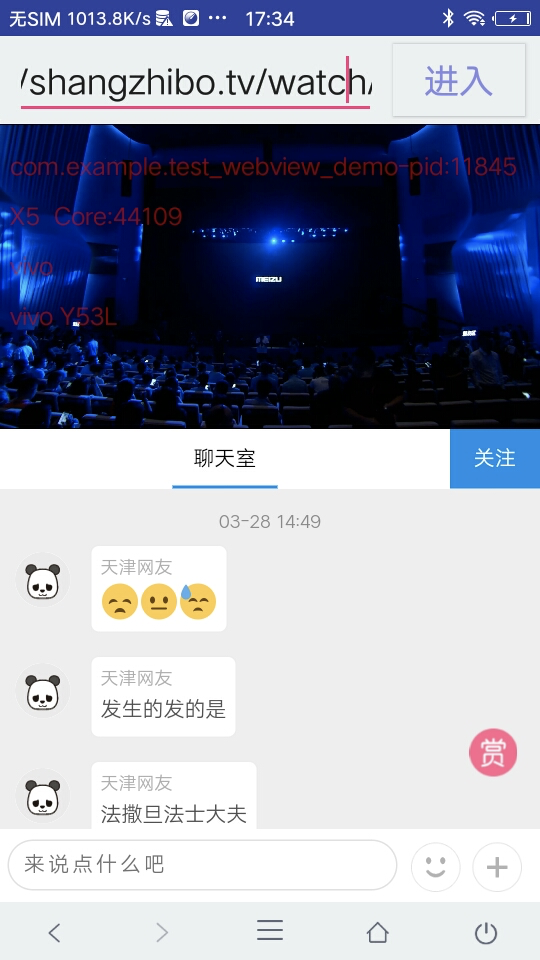 无SIM 1013.8K/s ··· 17:34
/shangzhibo.tv/watch/
进入
com.example.test_webview_demo-pid:11845
X5 Core:44109
vivo
vivo Y53L
MEIZU
聊天室
关注
03-28 14:49
天津网友
天津网友
发生的发的是
赏
天津网友
法撒旦法士大夫
来说点什么吧